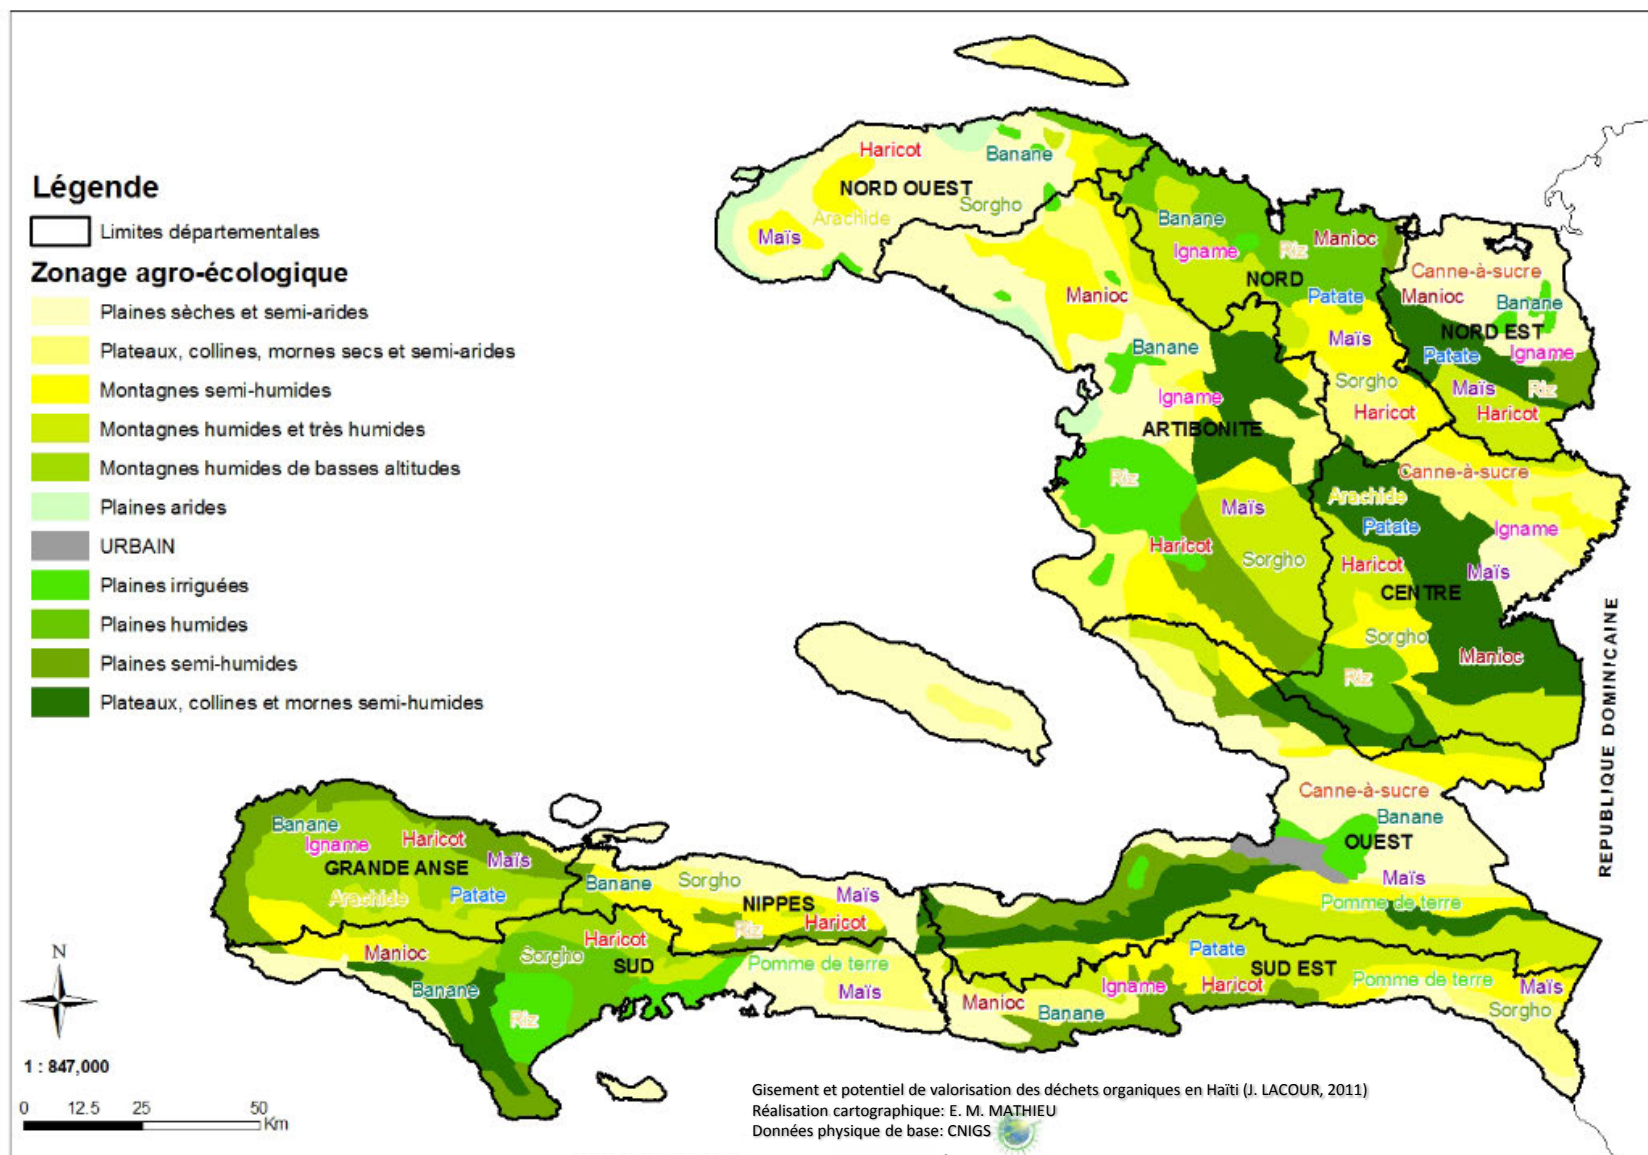 Légende
Limites départementales
Zonage agro-écologique
Plaines sèches et semi-arides
Plateaux, collines, mornes secs et semi-arides
Montagnes semi-humides
Montagnes humides et très humides
Montagnes humides de basses altitudes
Plaines arides
URBAIN
Plaines irriguées
Plaines humides
Plaines semi-humides
Plateaux, collines et mornes semi-humides
Haricot
Banane
NORD OUEST
Sorgho
Arachide
Maïs
Banane
Igname
Riz
Manioc
NORD
Patate
Maïs
Sorgho
Haricot
Canne-à-sucre
Manioc
Banane
NORD EST
Patate
Igname
Maïs
Riz
Haricot
Manioc
Banane
Igname
ARTIBONITE
Riz
Maïs
Haricot
Sorgho
Canne-à-sucre
Arachide
Patate
Igname
Haricot
Maïs
CENTRE
Sorgho
Manioc
Riz
REPUBLIQUE DOMINICAINE
Canne-à-sucre
Banane
OUEST
Maïs
Pomme de terre
Banane
Igname
Haricot
Maïs
GRANDE ANSE
Arachide
Patate
Banane
Sorgho
Maïs
NIPPES
Riz
Haricot
Manioc
Haricot
Sorgho
SUD
Banane
Riz
Pomme de terre
Maïs
Patate
SUD EST
Igname
Haricot
Pomme de terre
Maïs
Manioc
Banane
Sorgho
N
1 : 847,000
0 12.5 25 50
Km
Gisement et potentiel de valorisation des déchets organiques en Haïti (J. LACOUR, 2011)
Réalisation cartographique: E. M. MATHIEU
Données physique de base: CNIGS